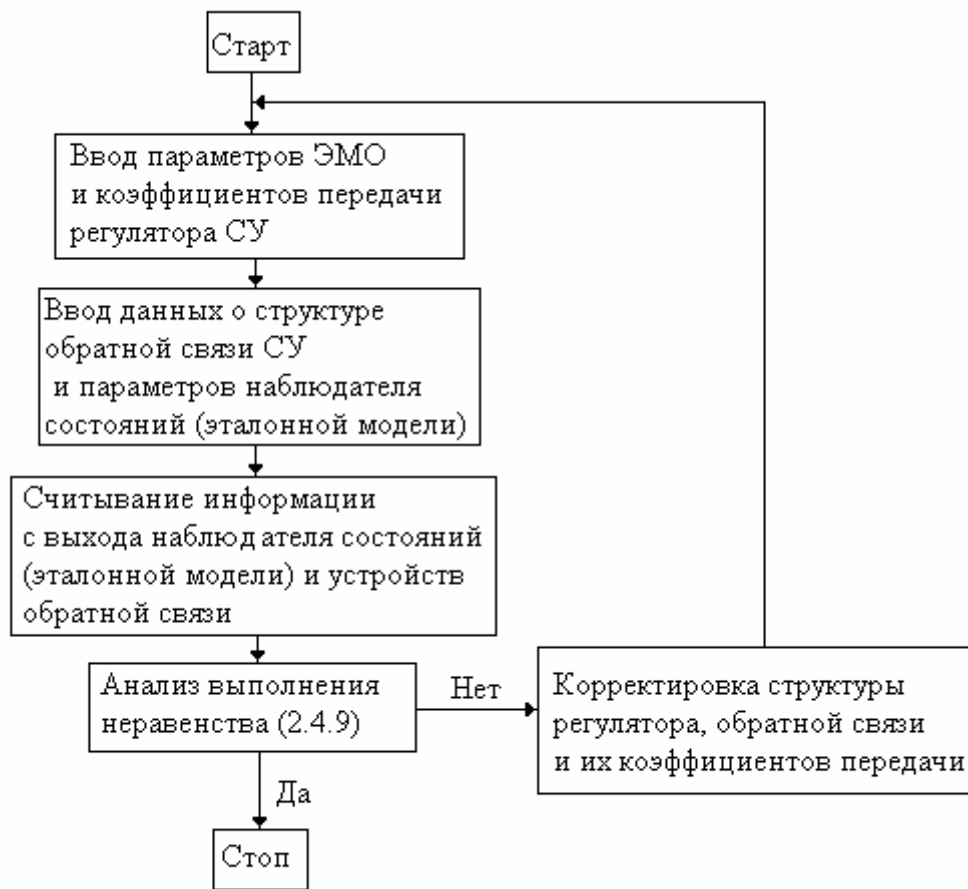 Старт
Ввод параметров ЭМО
и коэффициентов передачи
регулятора СУ
Ввод данных о структуре
обратной связи СУ
и параметров наблюдателя
состояний (эталонной модели)
Считывание информации
с выхода наблюдателя состояний
(эталонной модели) и устройств
обратной связи
Анализ выполнения
неравенства (2.4.9)
Нет
Корректировка структуры
регулятора, обратной связи
и их коэффициентов передачи
Да
Стоп